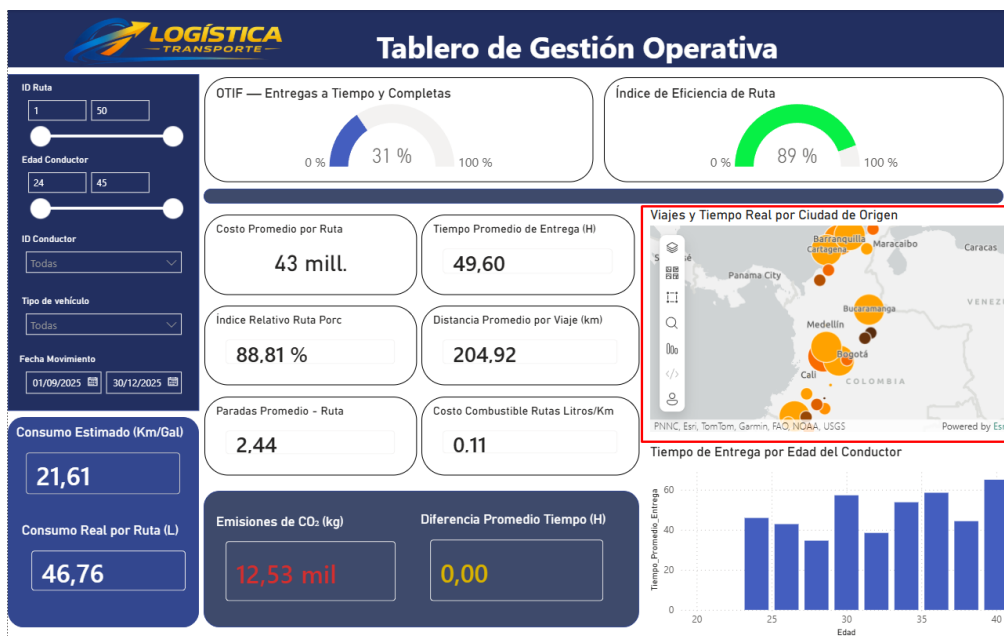 LOGÍSTICA
TRANSPORTE
Tablero de Gestión Operativa
ID Ruta
1
50
Edad Conductor
24
45
ID Conductor
Todas
Tipo de vehículo
Todas
Fecha Movimiento
01/09/2025
30/12/2025
Consumo Estimado (Km/Gal)
21,61
Consumo Real por Ruta (L)
46,76
OTIF — Entregas a Tiempo y Completas
0 %
31 %
100 %
Índice de Eficiencia de Ruta
0 %
89 %
100 %
Costo Promedio por Ruta
43 mill.
Tiempo Promedio de Entrega (H)
49,60
Índice Relativo Ruta Porc
88,81 %
Distancia Promedio por Viaje (km)
204,92
Paradas Promedio - Ruta
2,44
Costo Combustible Rutas Litros/Km
0,11
Emisiones de CO₂ (kg)
12,53 mil
Diferencia Promedio Tiempo (H)
0,00
Viajes y Tiempo Real por Ciudad de Origen
Barranquilla
Cartagena
Maracaibo
Caracas
Panama City
Bucaramanga
Medellín
Bogotá
Cali
COLOMBIA
PNNC, Esri, TomTom, Garmin, FAO, NOAA, USGS
Powered by
Tiempo de Entrega por Edad del Conductor
Tiempo_Promedio_Entrega
60
40
20
0
20
25
30
35
40
Edad